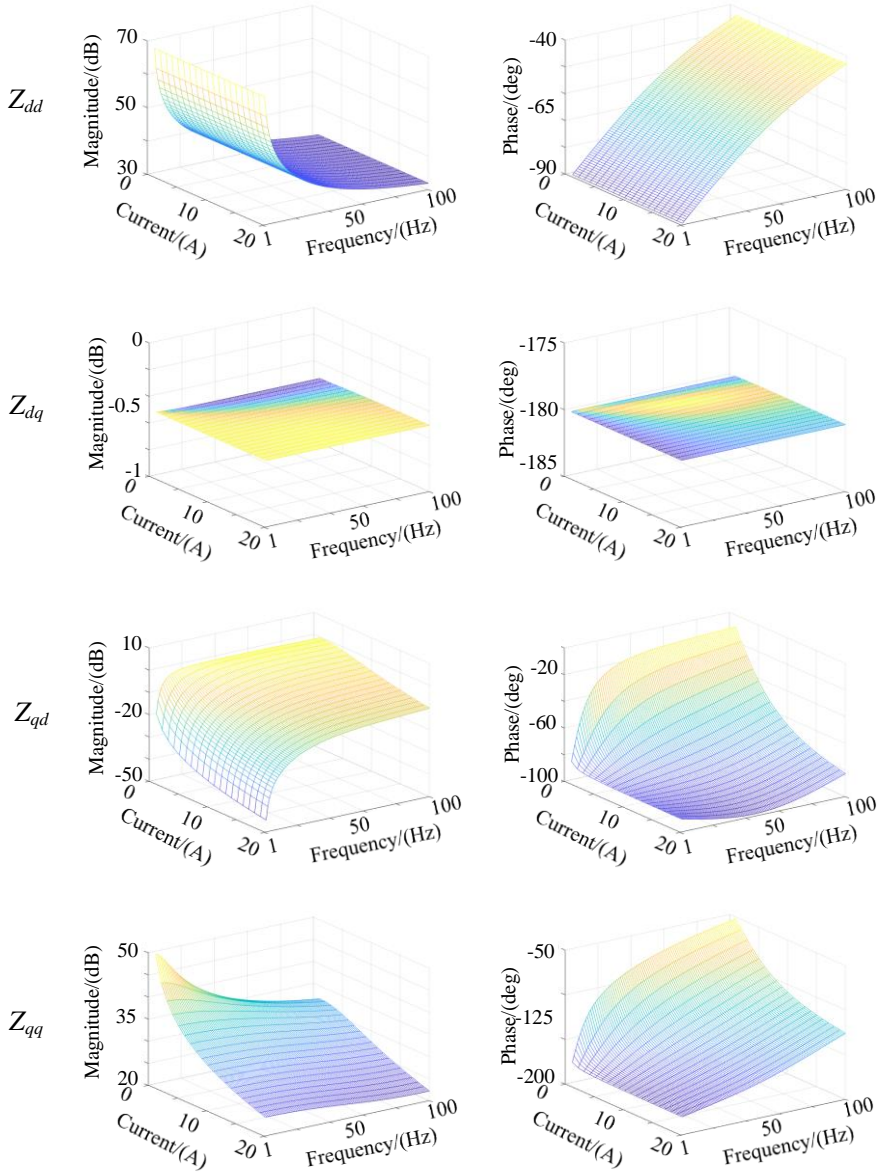 Z_dd
Magnitude/(dB)
70
50
30
0
10
20
Current/(A)
1
50
100
Frequency/(Hz)
Phase/(deg)
-40
-65
-90
0
10
20
Current/(A)
1
50
100
Frequency/(Hz)
Z_dq
Magnitude/(dB)
0
-0.5
-1
0
10
20
Current/(A)
1
50
100
Frequency/(Hz)
Phase/(deg)
-175
-180
-185
0
10
20
Current/(A)
1
50
100
Frequency/(Hz)
Z_qd
Magnitude/(dB)
10
-20
-50
0
10
20
Current/(A)
1
50
100
Frequency/(Hz)
Phase/(deg)
-20
-60
-100
0
10
20
Current/(A)
1
50
100
Frequency/(Hz)
Z_qq
Magnitude/(dB)
50
35
20
0
10
20
Current/(A)
1
50
100
Frequency/(Hz)
Phase/(deg)
-50
-125
-200
0
10
20
Current/(A)
1
50
100
Frequency/(Hz)